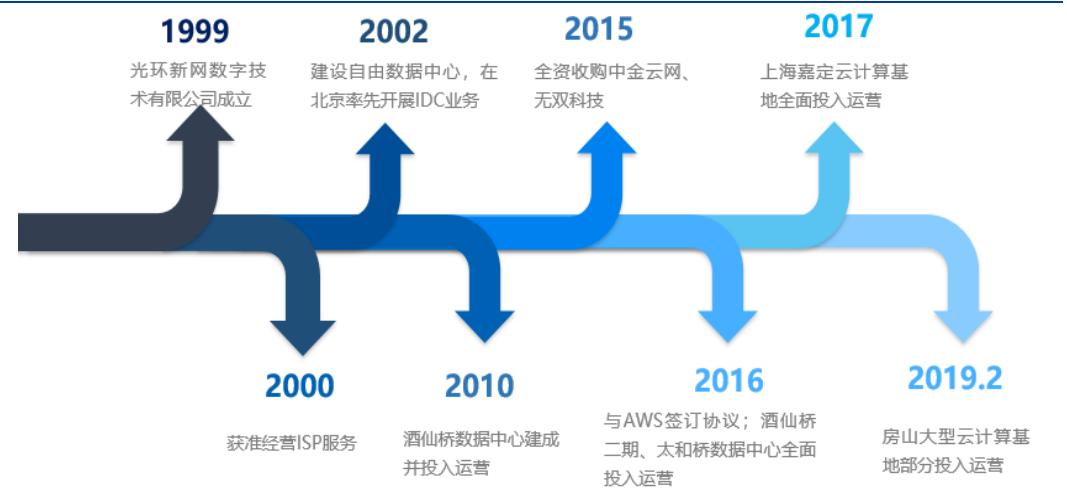 1999
光环新网数字技
术有限公司成立
2002
建设自由数据中心，在
北京率先开展IDC业务
2015
全资收购中金云网、
无双科技
2017
上海嘉定云计算基
地全面投入运营
2000
获准经营ISP服务
2010
酒仙桥数据中心建成
并投入运营
2016
与AWS签订协议；酒仙桥
二期、太和桥数据中心全面
投入运营
2019.2
房山大型云计算基
地部分投入运营